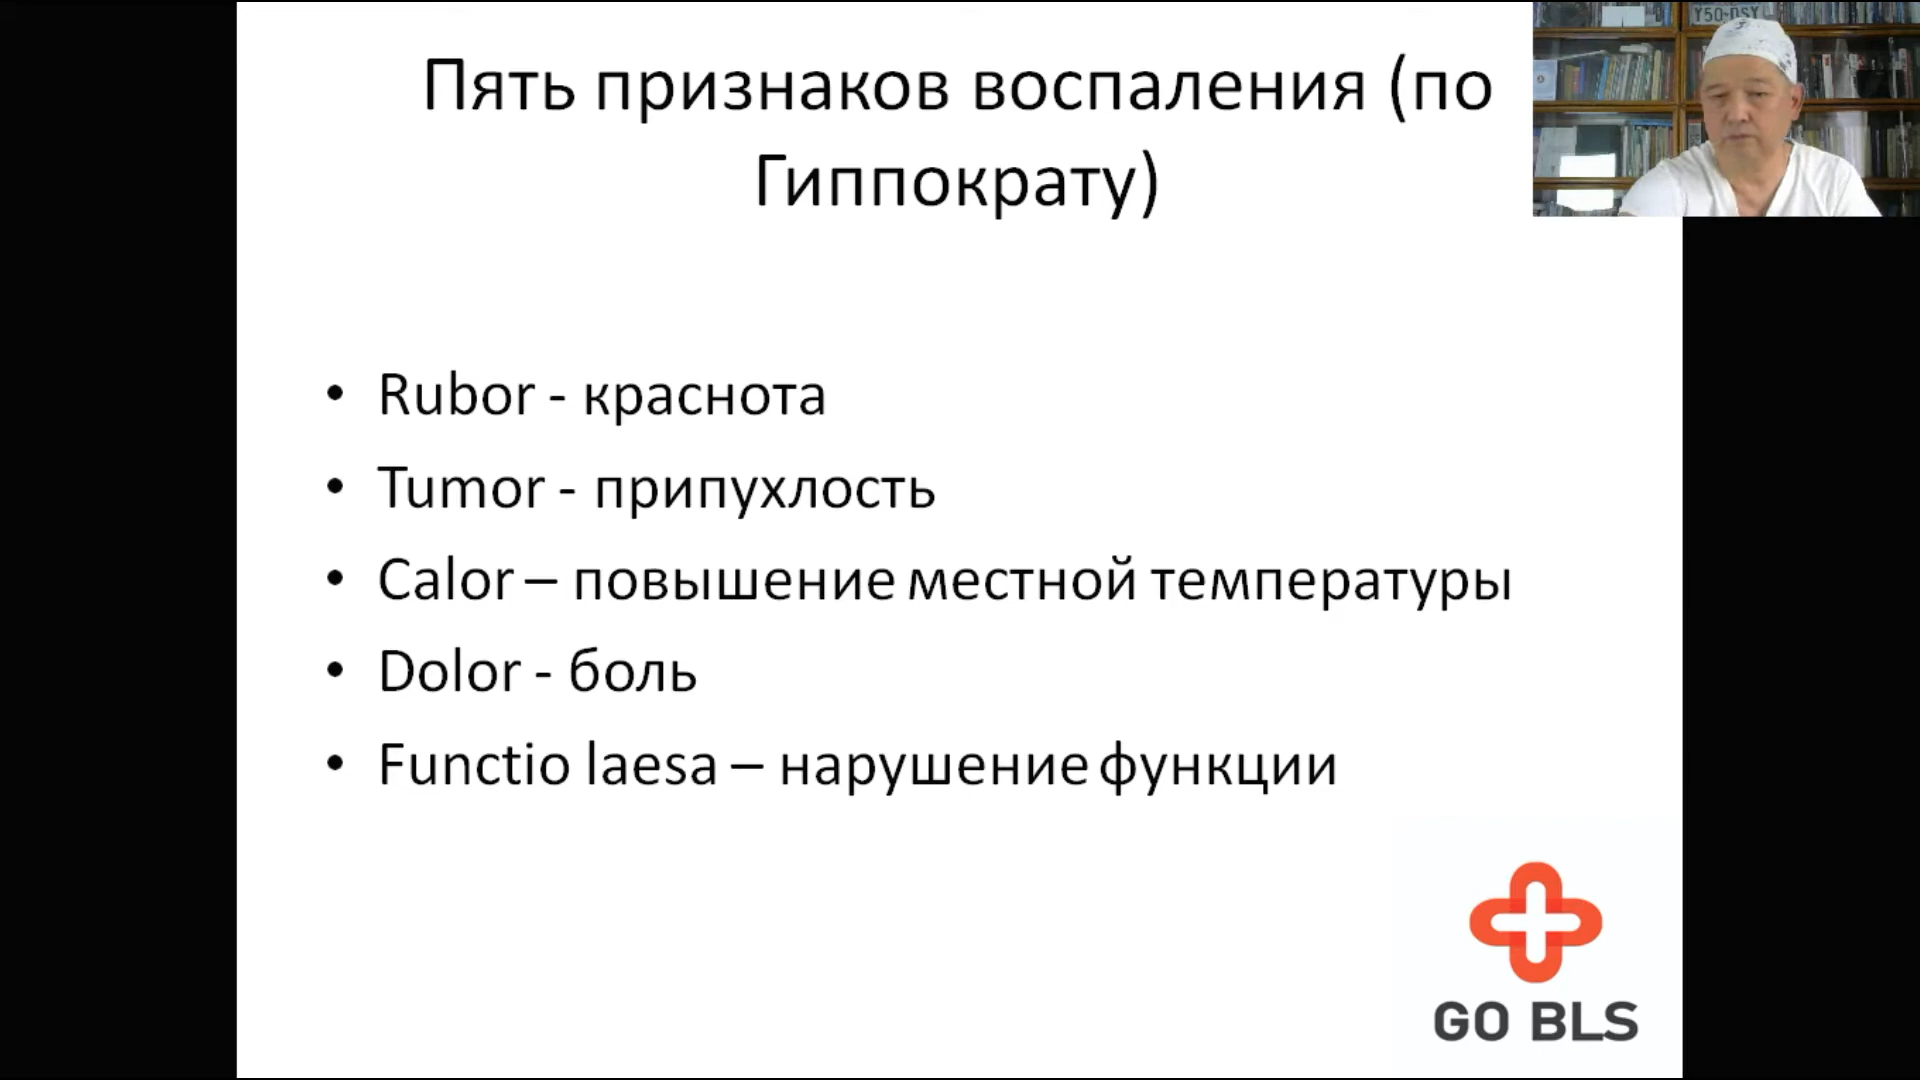 Пять признаков воспаления (по
Гиппократу)
• Rubor - краснота
• Tumor - припухлость
• Calor – повышение местной температуры
• Dolor - боль
• Functio laesa – нарушение функции
GO BLS